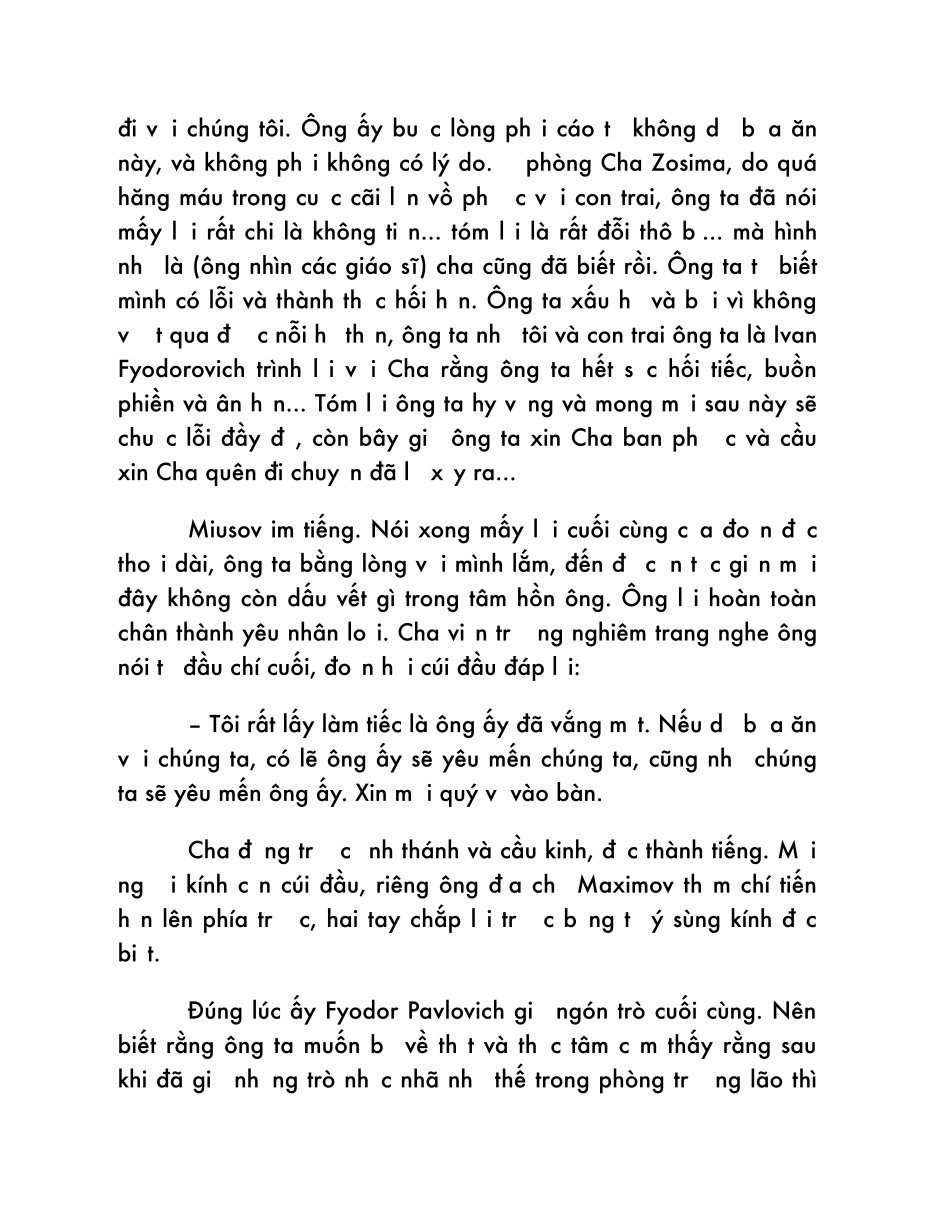 đi v i chúng tôi. Ông ấy bu c lòng ph i cáo t không d b a ăn
này, và không ph i không có lý do. phòng Cha Zosima, do quá
hăng máu trong cu c cãi l n vồ ph c v i con trai, ông ta đã nói
mấy l i rất chi là không ti n... tóm l i là rất đỗi thô b ... mà hình
nh là (ông nhìn các giáo sĩ) cha cũng đã biết rồi. Ông ta t biết
mình có lỗi và thành th c hối h n. Ông ta xấu h và b i vì không
v t qua đ c nỗi h th n, ông ta nh tôi và con trai ông ta là Ivan
Fyodorovich trình l i v i Cha rằng ông ta hết s c hối tiếc, buồn
phiền và ân h n... Tóm l i ông ta hy v ng và mong m i sau này sẽ
chu c lỗi đầy đ , còn bây gi ông ta xin Cha ban ph c và cầu
xin Cha quên đi chuy n đã l x y ra...
Miusov im tiếng. Nói xong mấy l i cuối cùng c a đo n đ c
tho i dài, ông ta bằng lòng v i mình lắm, đến đ c n t c gi n m i
đây không còn dấu vết gì trong tâm hồn ông. Ông l i hoàn toàn
chân thành yêu nhân lo i. Cha vi n tr ng nghiêm trang nghe ông
nói t đầu chí cuối, đo n h i cúi đầu đáp l i:
– Tôi rất lấy làm tiếc là ông ấy đã vắng m t. Nếu d b a ăn
v i chúng ta, có lẽ ông ấy sẽ yêu mến chúng ta, cũng nh chúng
ta sẽ yêu mến ông ấy. Xin m i quý v vào bàn.
Cha đ ng tr c nh thánh và cầu kinh, đ c thành tiếng. M i
ng i kính c n cúi đầu, riêng ông đ a ch Maximov th m chí tiến
h n lên phía tr c, hai tay chắp l i tr c b ng t ý sùng kính đ c
bi t.
Đúng lúc ấy Fyodor Pavlovich gi ngón trò cuối cùng. Nên
biết rằng ông ta muốn b về th t và th c tâm c m thấy rằng sau
khi đã gi nh ng trò nh c nhã nh thế trong phòng tr ng lão thì